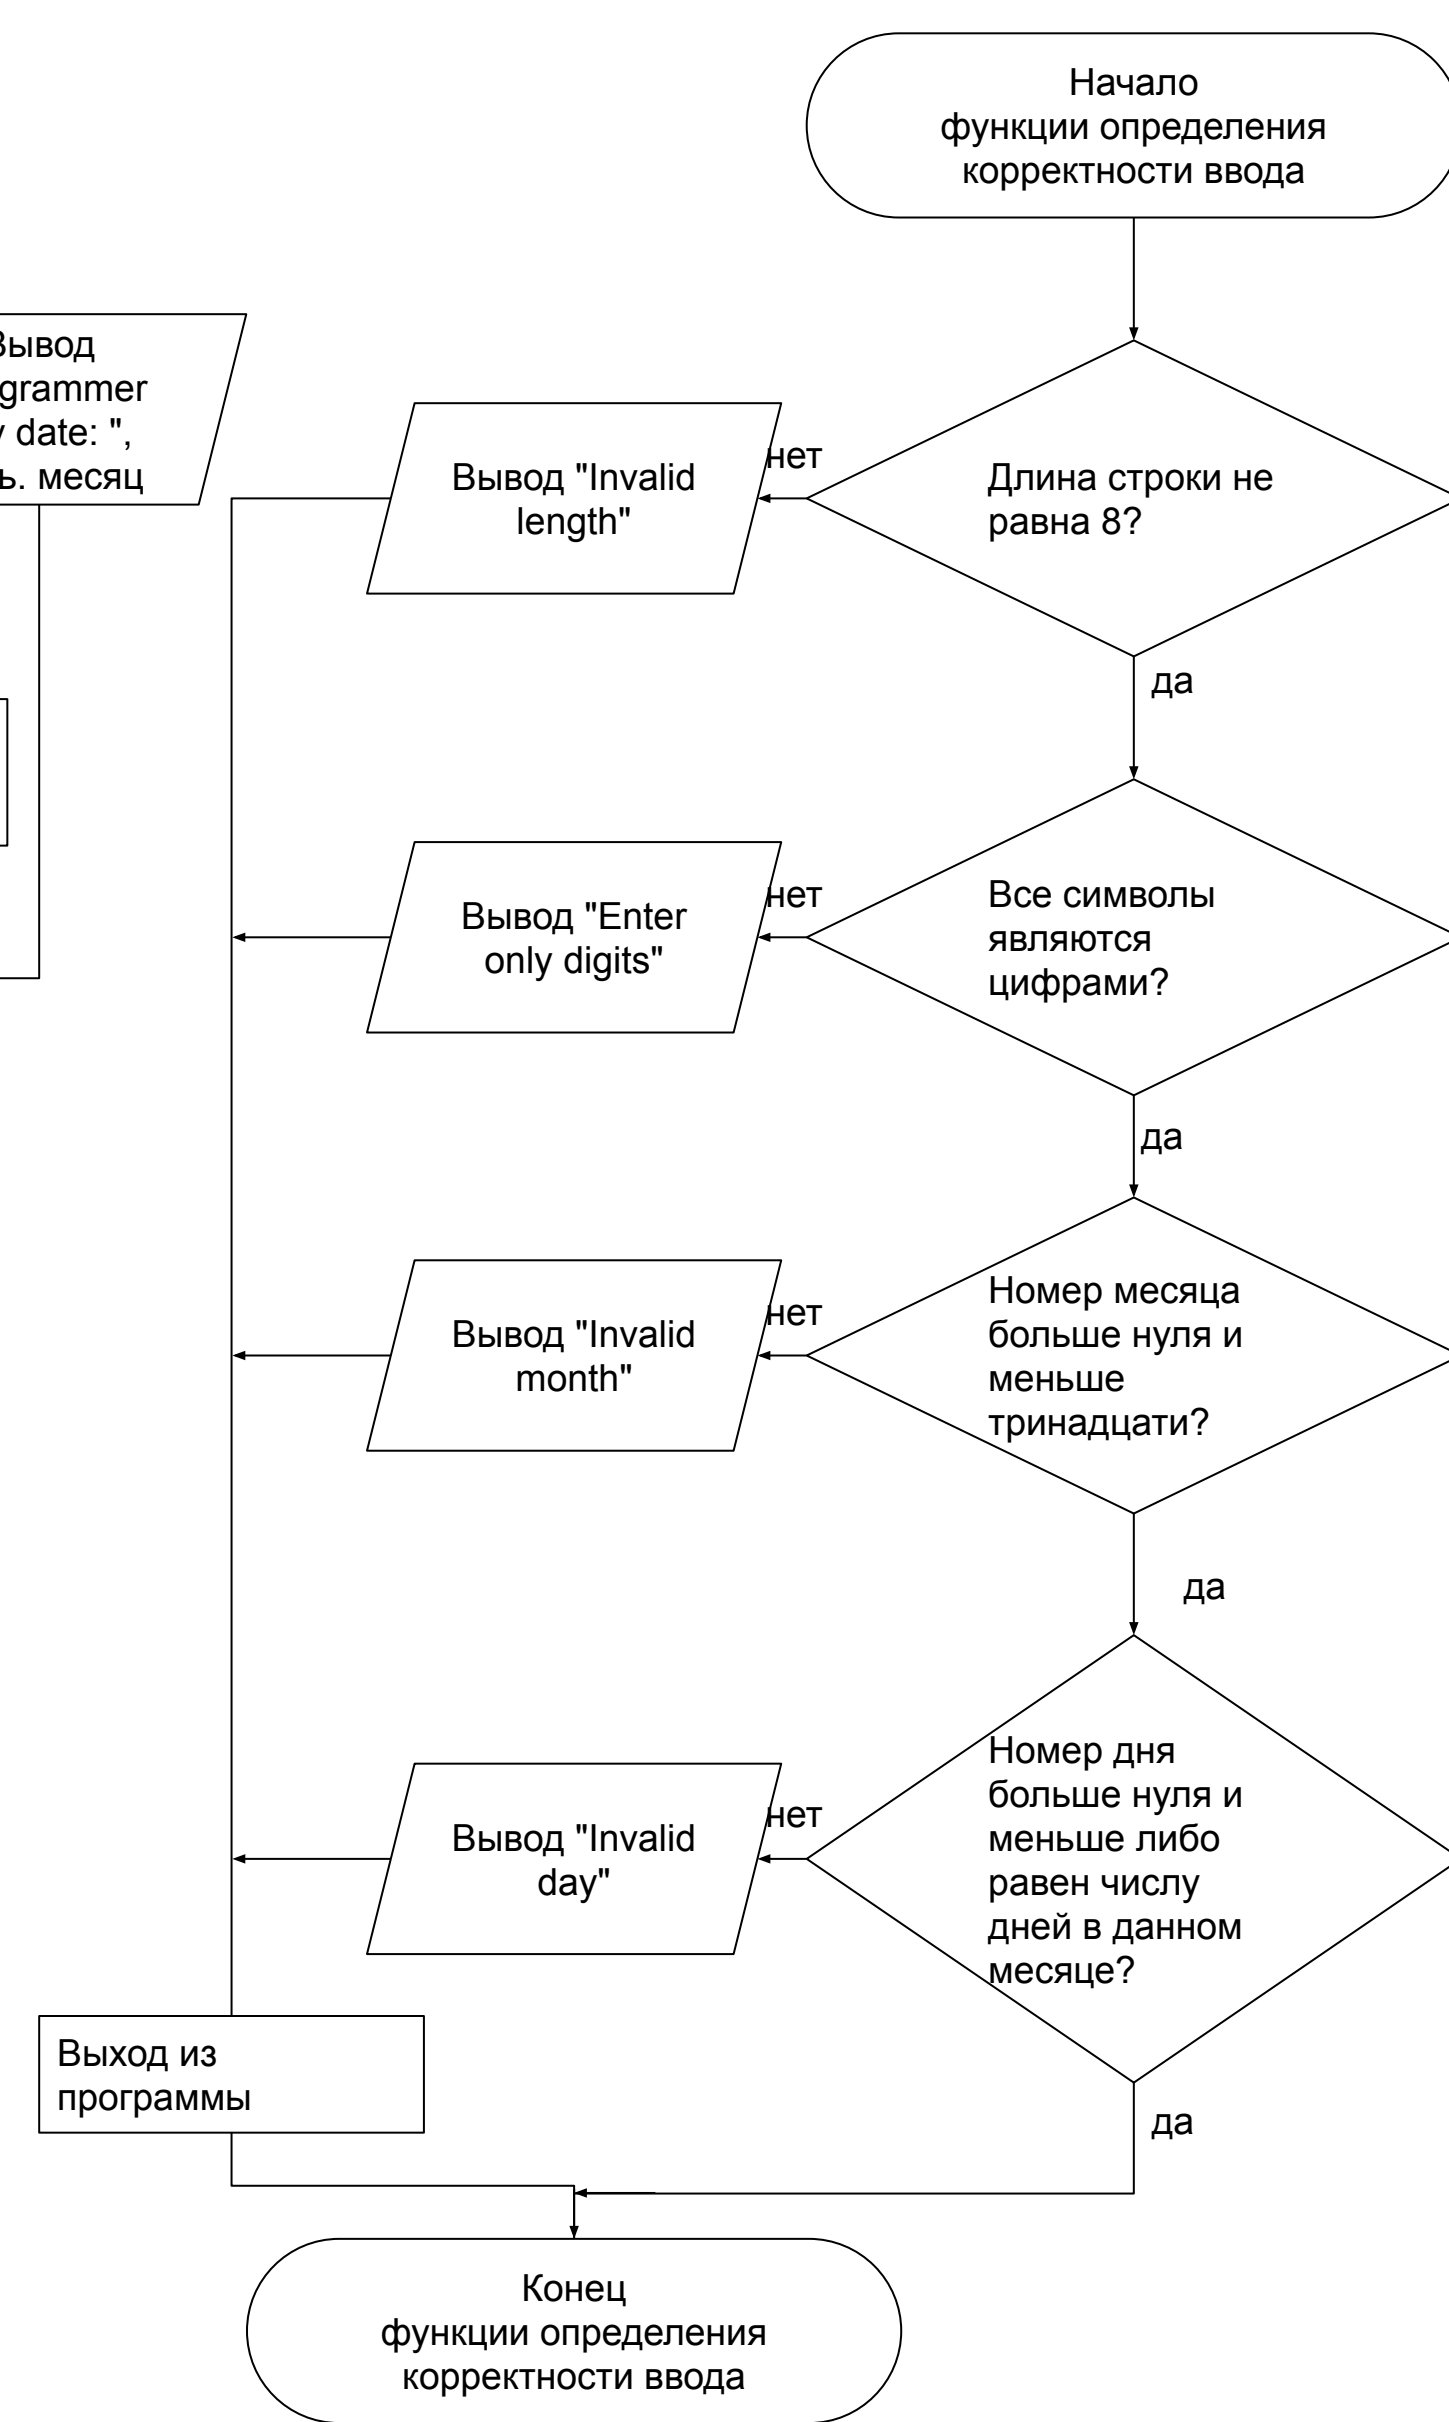 Начало
функции определения
корректности ввода
Вывод
grammer
date: ",
месяц
Вывод "Invalid
length"
нет
Длина строки не
равна 8?
да
Вывод "Enter
only digits"
нет
Все символы
являются
цифрами?
да
Вывод "Invalid
month"
нет
Номер месяца
больше нуля и
меньше
тринадцати?
да
Вывод "Invalid
day"
нет
Номер дня
больше нуля и
меньше либо
равен числу
дней в данном
месяце?
Выход из
программы
да
Конец
функции определения
корректности ввода